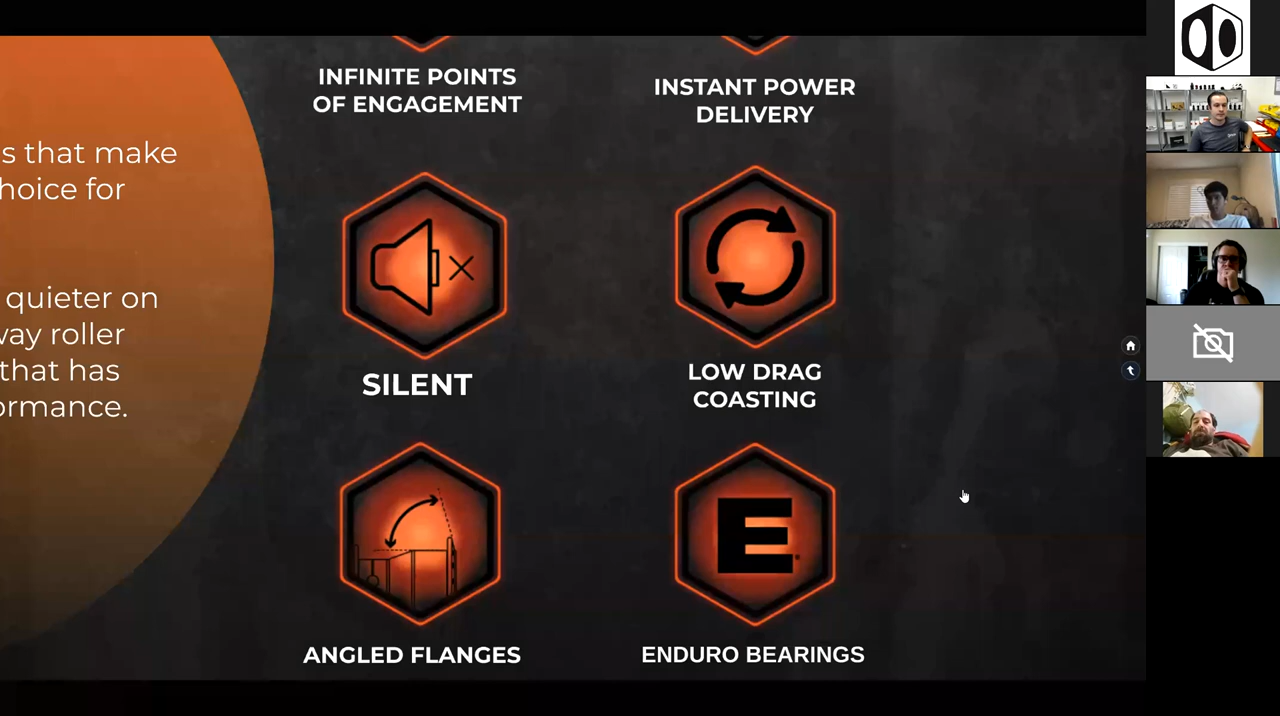 s that make
hoice for
quieter on
way roller
that has
ormance.
INFINITE POINTS
OF ENGAGEMENT
INSTANT POWER
DELIVERY
SILENT
LOW DRAG
COASTING
ANGLED FLANGES
E
ENDURO BEARINGS